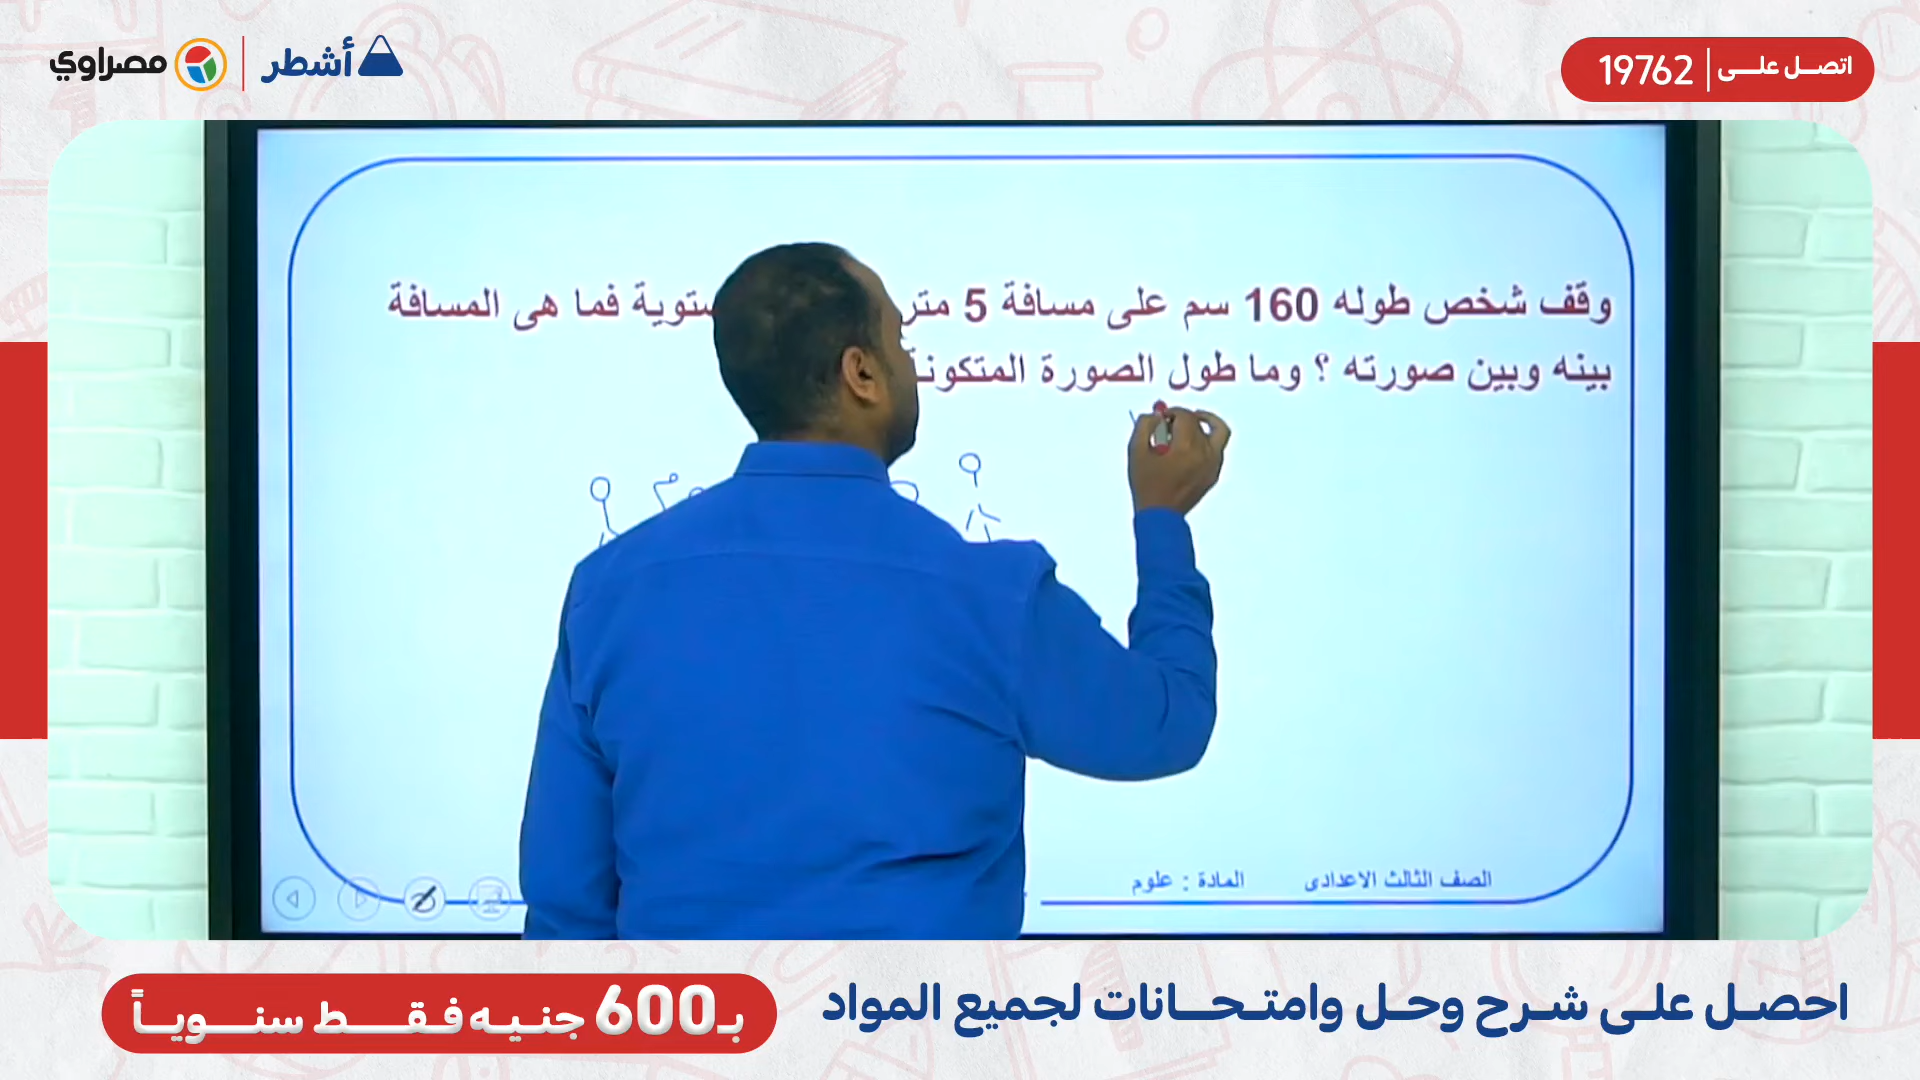 اتصل على 19762
أشطر
مصراوي
وقف شخص طوله 160 سم على مسافة 5 متر فما هى المسافة
بينه وبين صورته ؟ وما طول الصورة
الصف الثالث الاعدادى
المادة : علوم
احصل على شرح وحل وامتحانات لجميع المواد
بـ600 جنيه فقط سنوياً